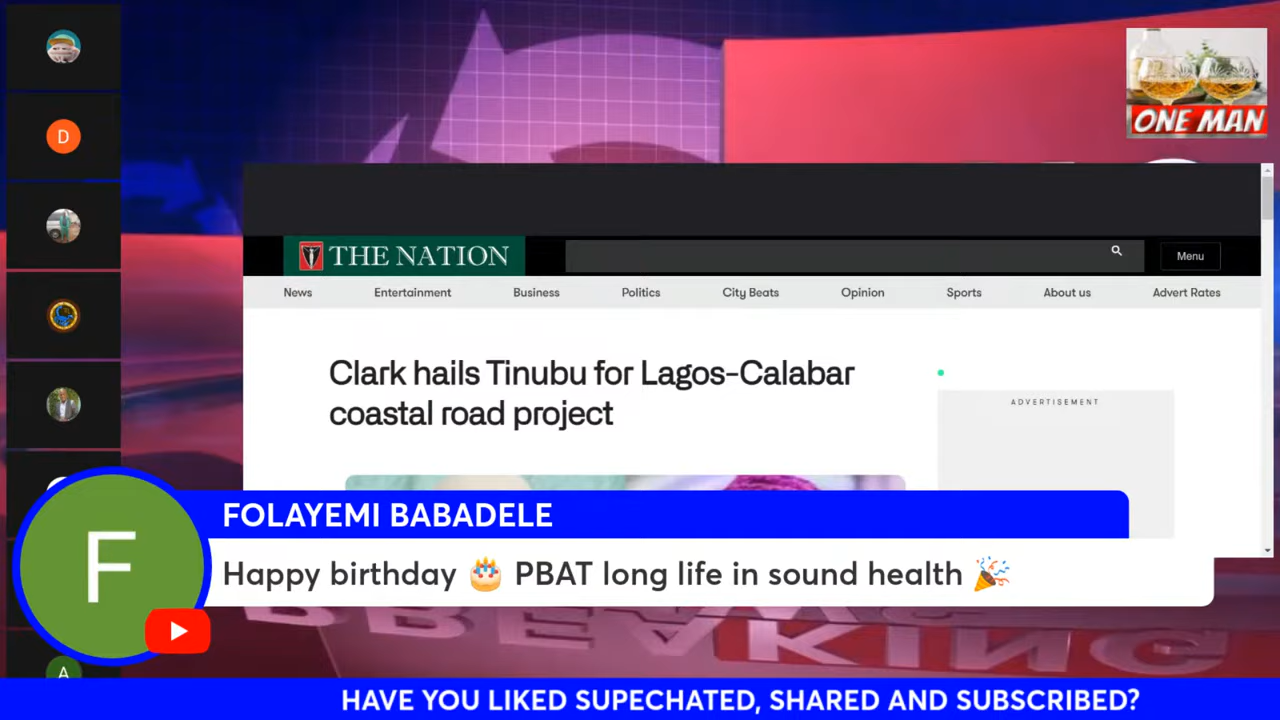 D
ONE MAN
THE NATION
Menu
News Entertainment Business Politics City Beats Opinion Sports About us Advert Rates
Clark hails Tinubu for Lagos-Calabar
coastal road project
ADVERTISEMENT
F
FOLAYEMI BABADELE
Happy birthday 🎂 PBAT long life in sound health 🎉
BREAKING
A
HAVE YOU LIKED SUPECHATED, SHARED AND SUBSCRIBED?